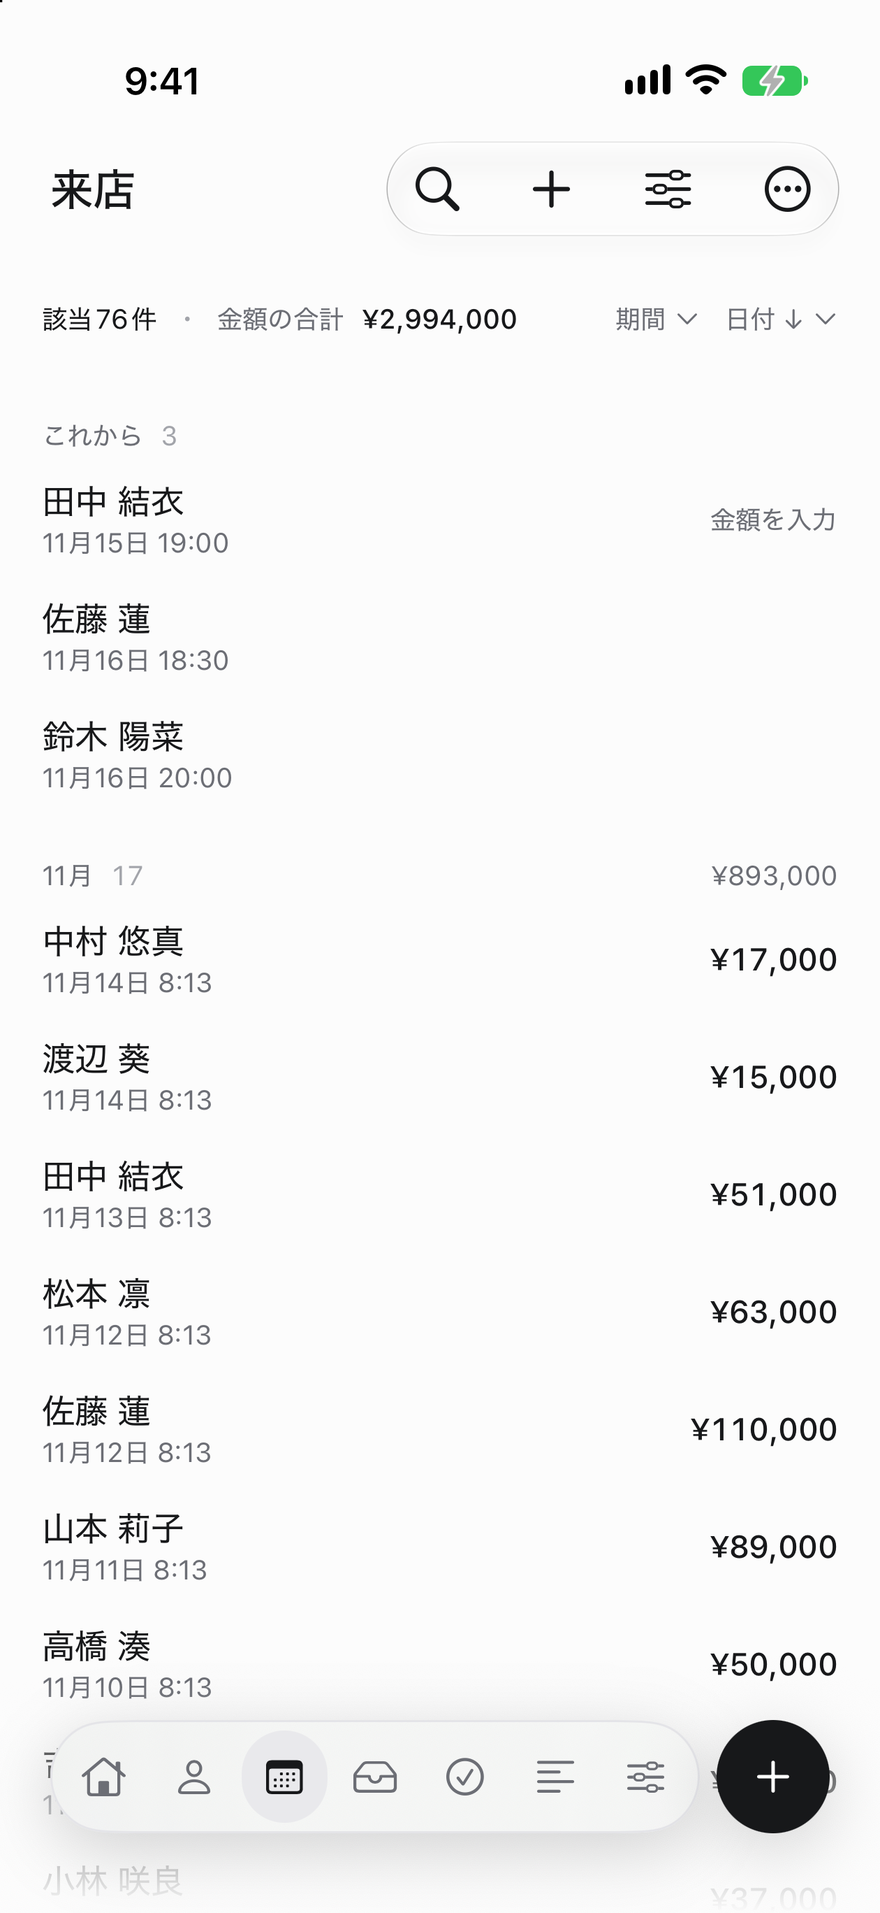 9:41
来店
該当76件 ・ 金額の合計 ¥2,994,000 期間 日付↓
これから 3
田中 結衣
11月15日 19:00
金額を入力
佐藤 蓮
11月16日 18:30
鈴木 陽菜
11月16日 20:00
11月 17 ¥893,000
中村 悠真
11月14日 8:13
¥17,000
渡辺 葵
11月14日 8:13
¥15,000
田中 結衣
11月13日 8:13
¥51,000
松本 凛
11月12日 8:13
¥63,000
佐藤 蓮
11月12日 8:13
¥110,000
山本 莉子
11月11日 8:13
¥89,000
高橋 湊
11月10日 8:13
¥50,000
小林 咲良
¥37,000